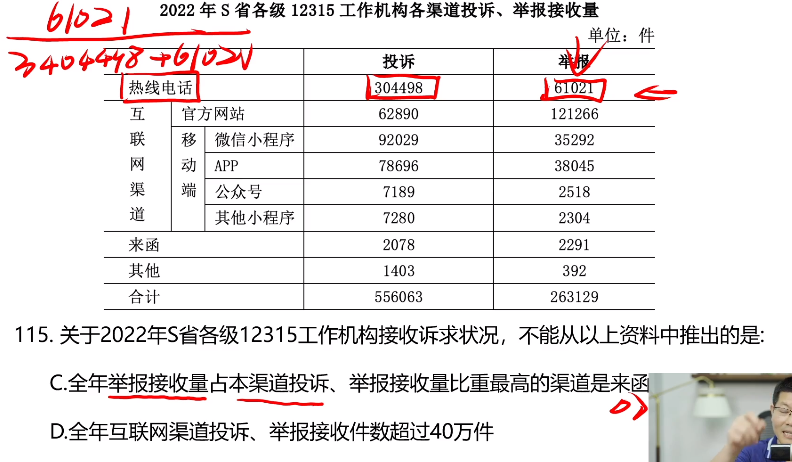 2022 年 S 省各级 12315 工作机构各渠道投诉、举报接收量
单位：件
61021
3404498+61021
投诉 举报
热线电话 304498 61021
互联网渠道 官方网站 62890 121266
移动端 微信小程序 92029 35292
APP 78696 38045
公众号 7189 2518
其他小程序 7280 2304
来函 2078 2291
其他 1403 392
合计 556063 263129
115. 关于2022年S省各级12315工作机构接收诉求状况，不能从以上资料中推出的是:
C.全年举报接收量占本渠道投诉、举报接收量比重最高的渠道是来函
D.全年互联网渠道投诉、举报接收件数超过40万件